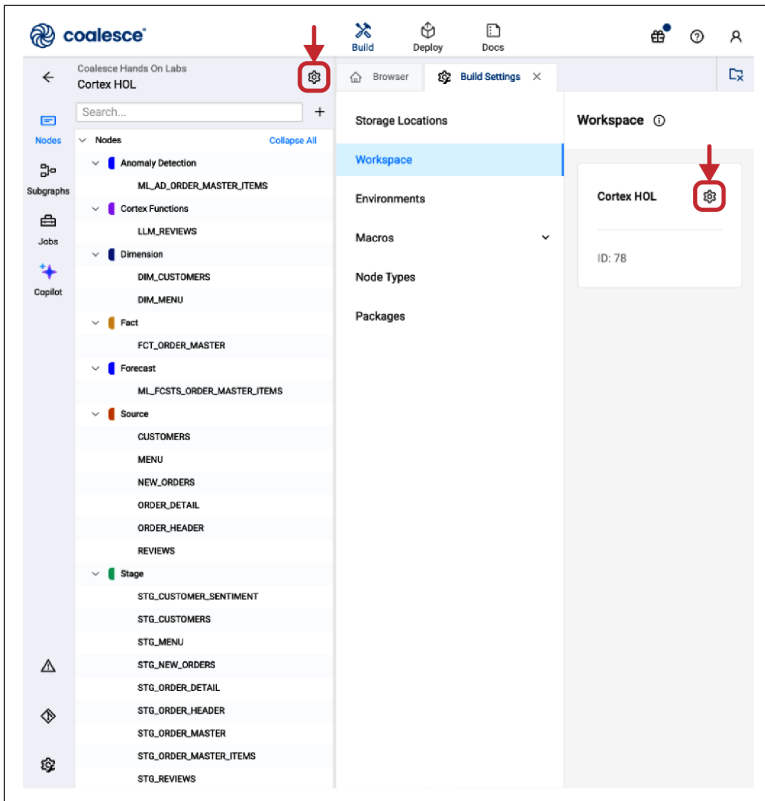 coalesce
Build
Deploy
Docs
Coalesce Hands On Labs
Cortex HOL
Browser
Build Settings
Search...
Nodes
Subgraphs
Jobs
Copilot
Nodes
Collapse All
Anomaly Detection
ML_AD_ORDER_MASTER_ITEMS
Cortex Functions
LLM_REVIEWS
Dimension
DIM_CUSTOMERS
DIM_MENU
Fact
FCT_ORDER_MASTER
Forecast
ML_FCSTS_ORDER_MASTER_ITEMS
Source
CUSTOMERS
MENU
NEW_ORDERS
ORDER_DETAIL
ORDER_HEADER
REVIEWS
Stage
STG_CUSTOMER_SENTIMENT
STG_CUSTOMERS
STG_MENU
STG_NEW_ORDERS
STG_ORDER_DETAIL
STG_ORDER_HEADER
STG_ORDER_MASTER
STG_ORDER_MASTER_ITEMS
STG_REVIEWS
Storage Locations
Workspace
Environments
Macros
Node Types
Packages
Workspace
Cortex HOL
ID: 78